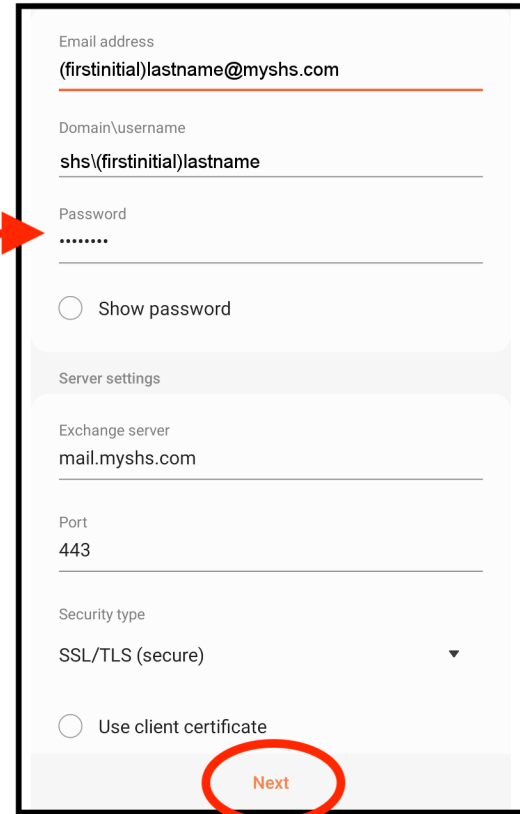 Email address
(firstinitial)lastname@myshs.com
Domain\username
shs\(firstinitial)lastname
Password
••••••••
Show password
Server settings
Exchange server
mail.myshs.com
Port
443
Security type
SSL/TLS (secure)
Use client certificate
Next